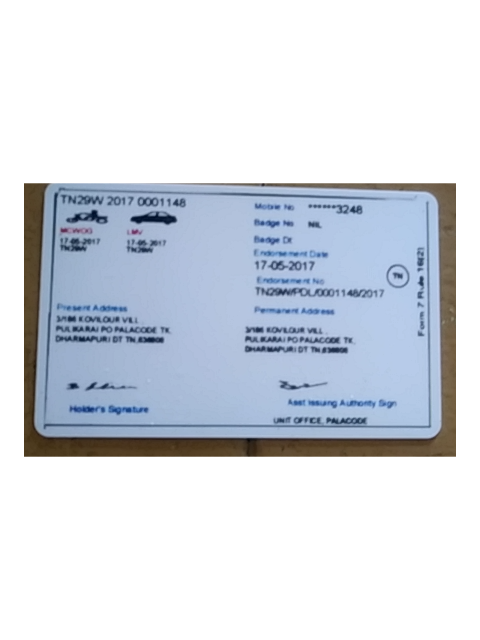 TN29W 2017 0001148
MCWOG LMV
17-05-2017 17-05-2017
TN29W TN29W
Mobile No ******3248
Badge No NIL
Badge Dt
Endorsement Date
17-05-2017
Endorsement No
TN29W/PDL/0001148/2017
TN
Form 7 Rule 16(2)
Present Address
3/186 KOVILOUR VILL ,
PULIKARAI PO PALACODE TK,
DHARMAPURI DT TN,636808
Permanent Address
3/186 KOVILOUR VILL ,
PULIKARAI PO PALACODE TK,
DHARMAPURI DT TN,636808
Holder's Signature
Asst Issuing Authority Sign
UNIT OFFICE, PALACODE